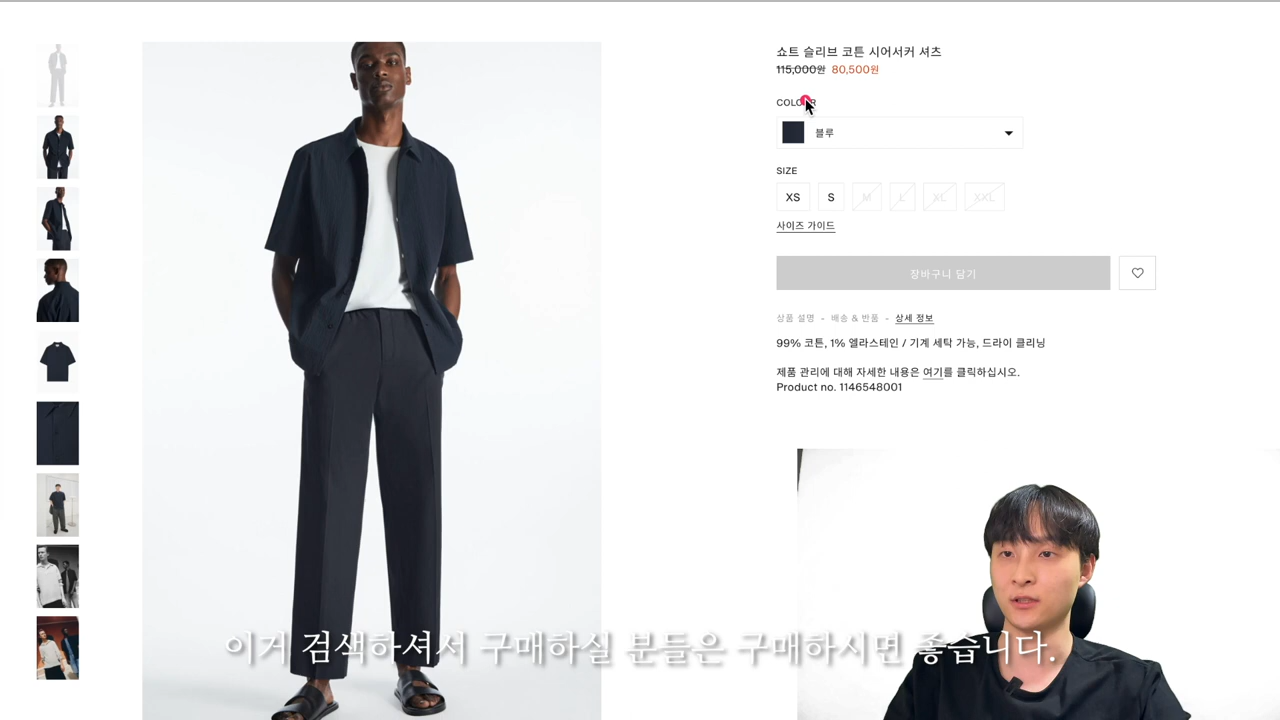 쇼트 슬리브 코튼 시어서커 셔츠
115,000원 80,500원
COLOUR
블루
SIZE
XS S M L XL XXL
사이즈 가이드
장바구니 담기
상품 설명 - 배송 & 반품 - 상세 정보
99% 코튼, 1% 엘라스테인 / 기계 세탁 가능, 드라이 클리닝
제품 관리에 대해 자세한 내용은 여기를 클릭하십시오.
Product no. 1146548001
이거 검색하셔서 구매하실 분들은 구매하시면 좋습니다.